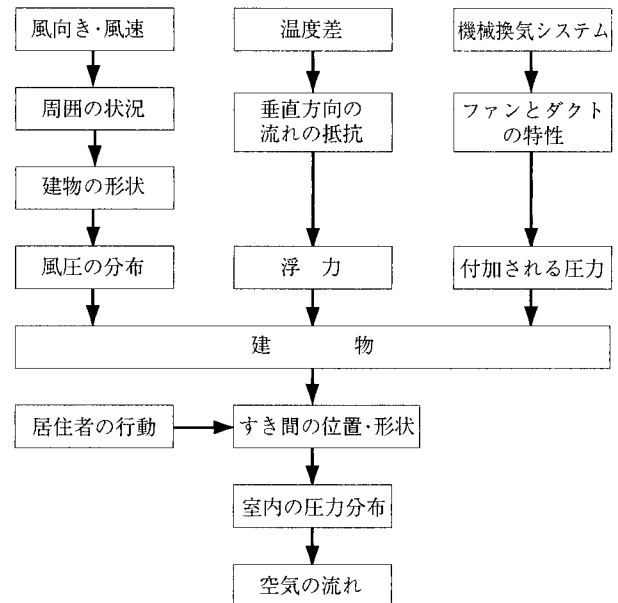 風向き・風速
温度差
機械換気システム
周囲の状況
垂直方向の
流れの抵抗
ファンとダクト
の特性
建物の形状
風圧の分布
浮 力
付加される圧力
建 物
居住者の行動
すき間の位置・形状
室内の圧力分布
空気の流れ